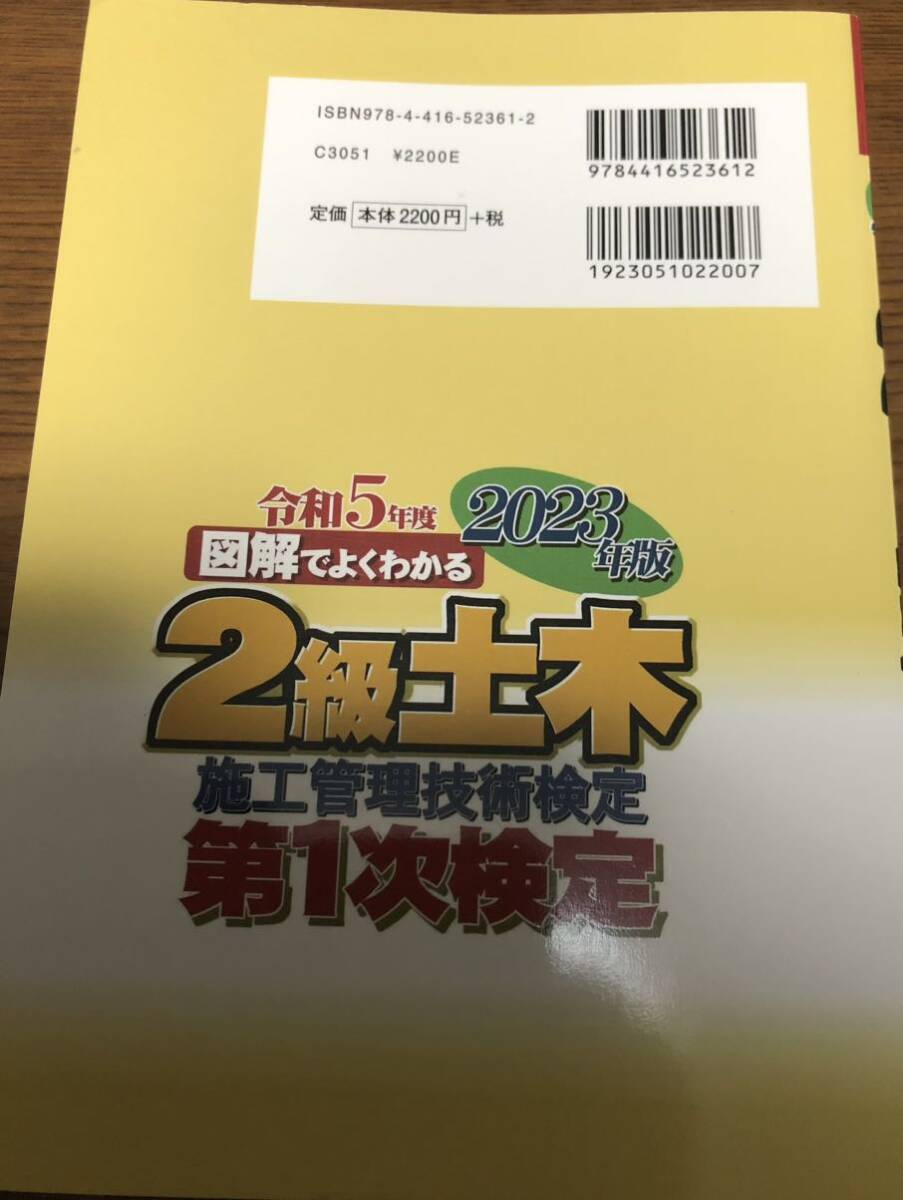 ISBN978-4-416-52361-2
C3051 ¥2200E
定価 本体2200円 +税
9784416523612
1923051022007
令和5年度
2023年版
図解でよくわかる
2級土木
施工管理技術検定
第1次検定